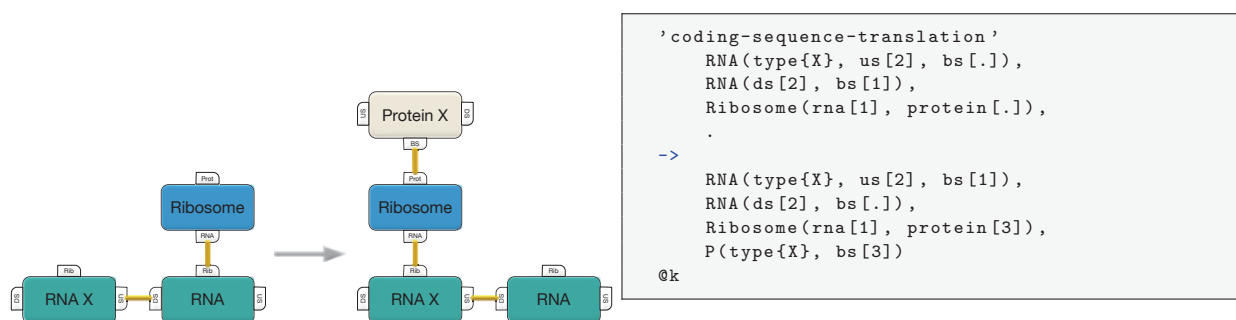 US
Protein X
DS
BS
Prot
Prot
Ribosome
Ribosome
RNA
RNA
Rib
Rib
Rib
Rib
DS
RNA X
US
DS
RNA
US
DS
RNA X
US
DS
RNA
US
’coding-sequence-translation’
RNA(type{X}, us[2], bs[.]),
RNA(ds[2], bs[1]),
Ribosome(rna[1], protein[.]),
.
->
RNA(type{X}, us[2], bs[1]),
RNA(ds[2], bs[.]),
Ribosome(rna[1], protein[3]),
P(type{X}, bs[3])
@k